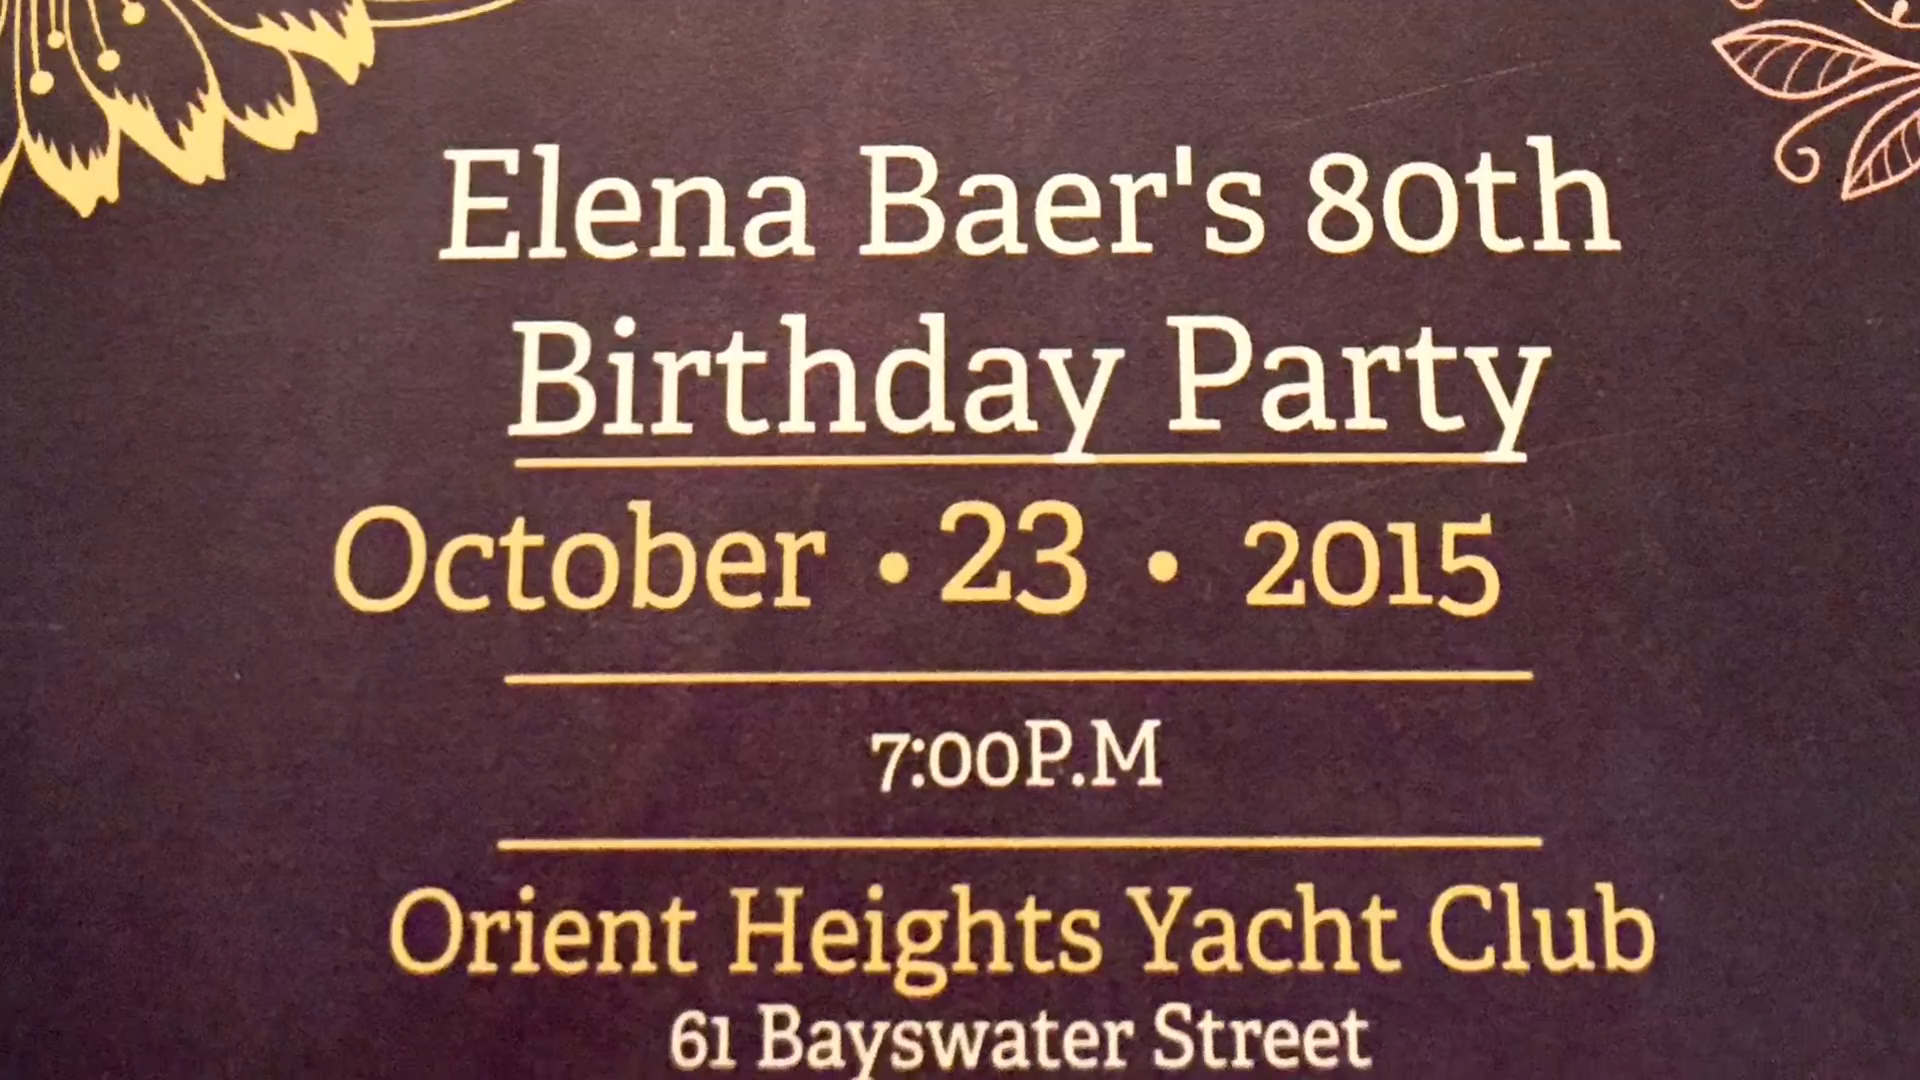 Elena Baer's 80th
Birthday Party
October • 23 • 2015
7:00P.M
Orient Heights Yacht Club
61 Bayswater Street